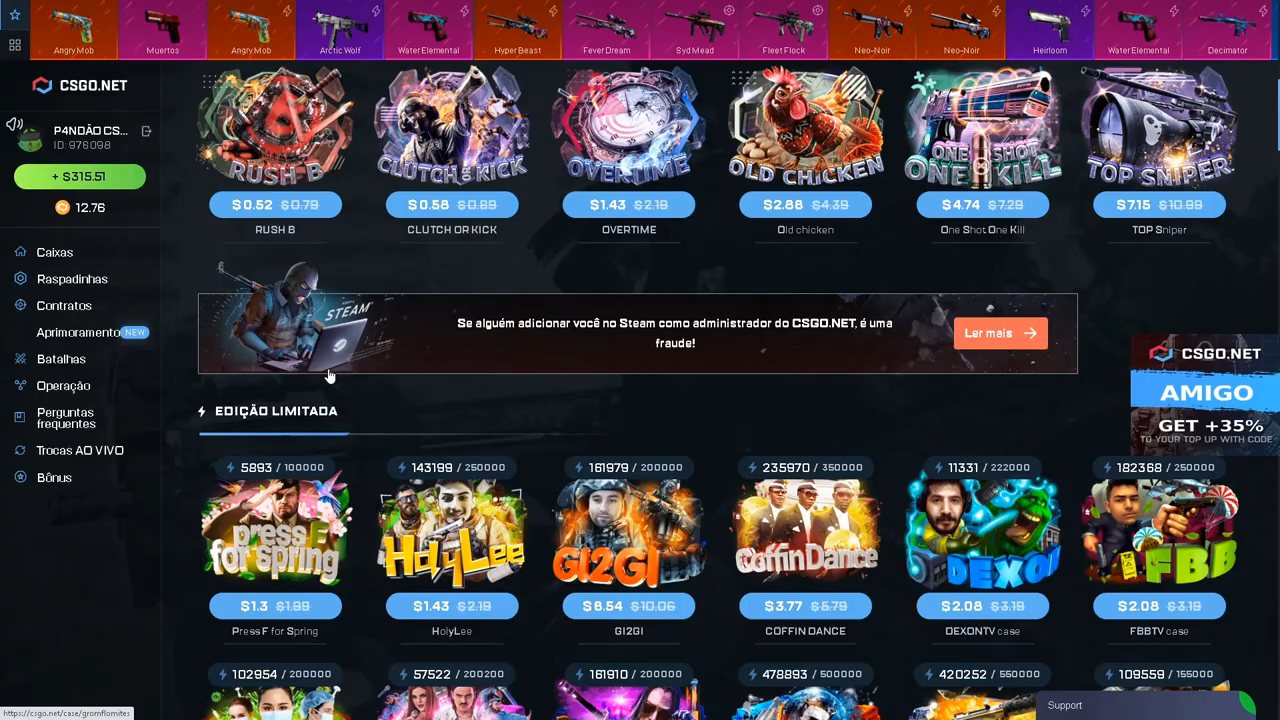 Angry Mob
Muertos
Angry Mob
Arctic Wolf
Water Elemental
Hyper Beast
Fever Dream
Syd Mead
Fleet Flock
Neo-Noir
Neo-Noir
Heirloom
Water Elemental
Decimator
CSGO.NET
P4NDÃO CS...
ID: 976098
+ $315.51
12.76
Caixas
Raspadinhas
Contratos
Aprimoramento NEW
Batalhas
Operação
Perguntas
frequentes
Trocas AO VIVO
Bônus
RUSH B
CLUTCH OR KICK
OVERTIME
OLD CHICKEN
ONE SHOT
ONE KILL
TOP SNIPER
$0.52 $0.79
$0.58 $0.89
$1.43 $2.19
$2.86 $4.39
$4.74 $7.29
$7.15 $10.99
RUSH B
CLUTCH OR KICK
OVERTIME
Old chicken
One Shot One Kill
TOP Sniper
STEAM
Se alguém adicionar você no Steam como administrador do CSGO.NET, é uma
fraude!
Ler mais
CSGO.NET
AMIGO
GET +35%
TO YOUR TOP UP WITH CODE
EDIÇÃO LIMITADA
5893 / 100000
143199 / 250000
161979 / 200000
235970 / 350000
11331 / 222000
182368 / 250000
press F
for spring
HolyLee
GI2GI
Coffin Dance
DEXO
FBB
$1.3 $1.99
$1.43 $2.19
$6.54 $10.06
$3.77 $5.79
$2.08 $3.19
$2.08 $3.19
Press F for Spring
HolyLee
GI2GI
COFFIN DANCE
DEXONTV case
FBBTV case
102954 / 200000
57522 / 200200
161910 / 200000
478893 / 500000
420252 / 550000
109559 / 155000
Support
https://csgo.net/case/gromflomites